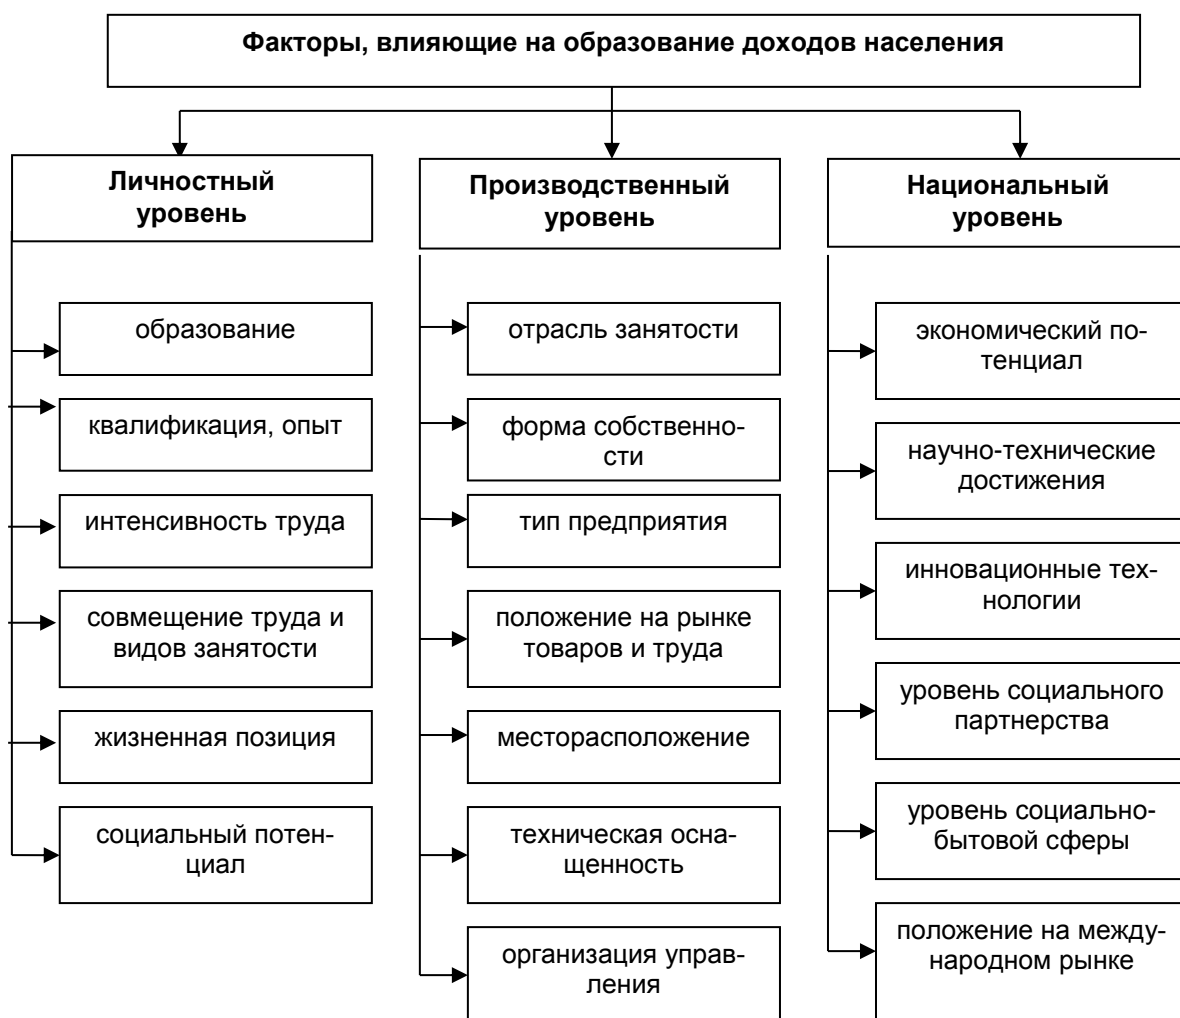 Факторы, влияющие на образование доходов населения
Личностный
уровень
образование
квалификация, опыт
интенсивность труда
совмещение труда и
видов занятости
жизненная позиция
социальный потен-
циал
Производственный
уровень
отрасль занятости
форма собственно-
сти
тип предприятия
положение на рынке
товаров и труда
месторасположение
техническая осна-
щенность
организация управ-
ления
Национальный
уровень
экономический по-
тенциал
научно-технические
достижения
инновационные тех-
нологии
уровень социального
партнерства
уровень социально-
бытовой сферы
положение на между-
народном рынке